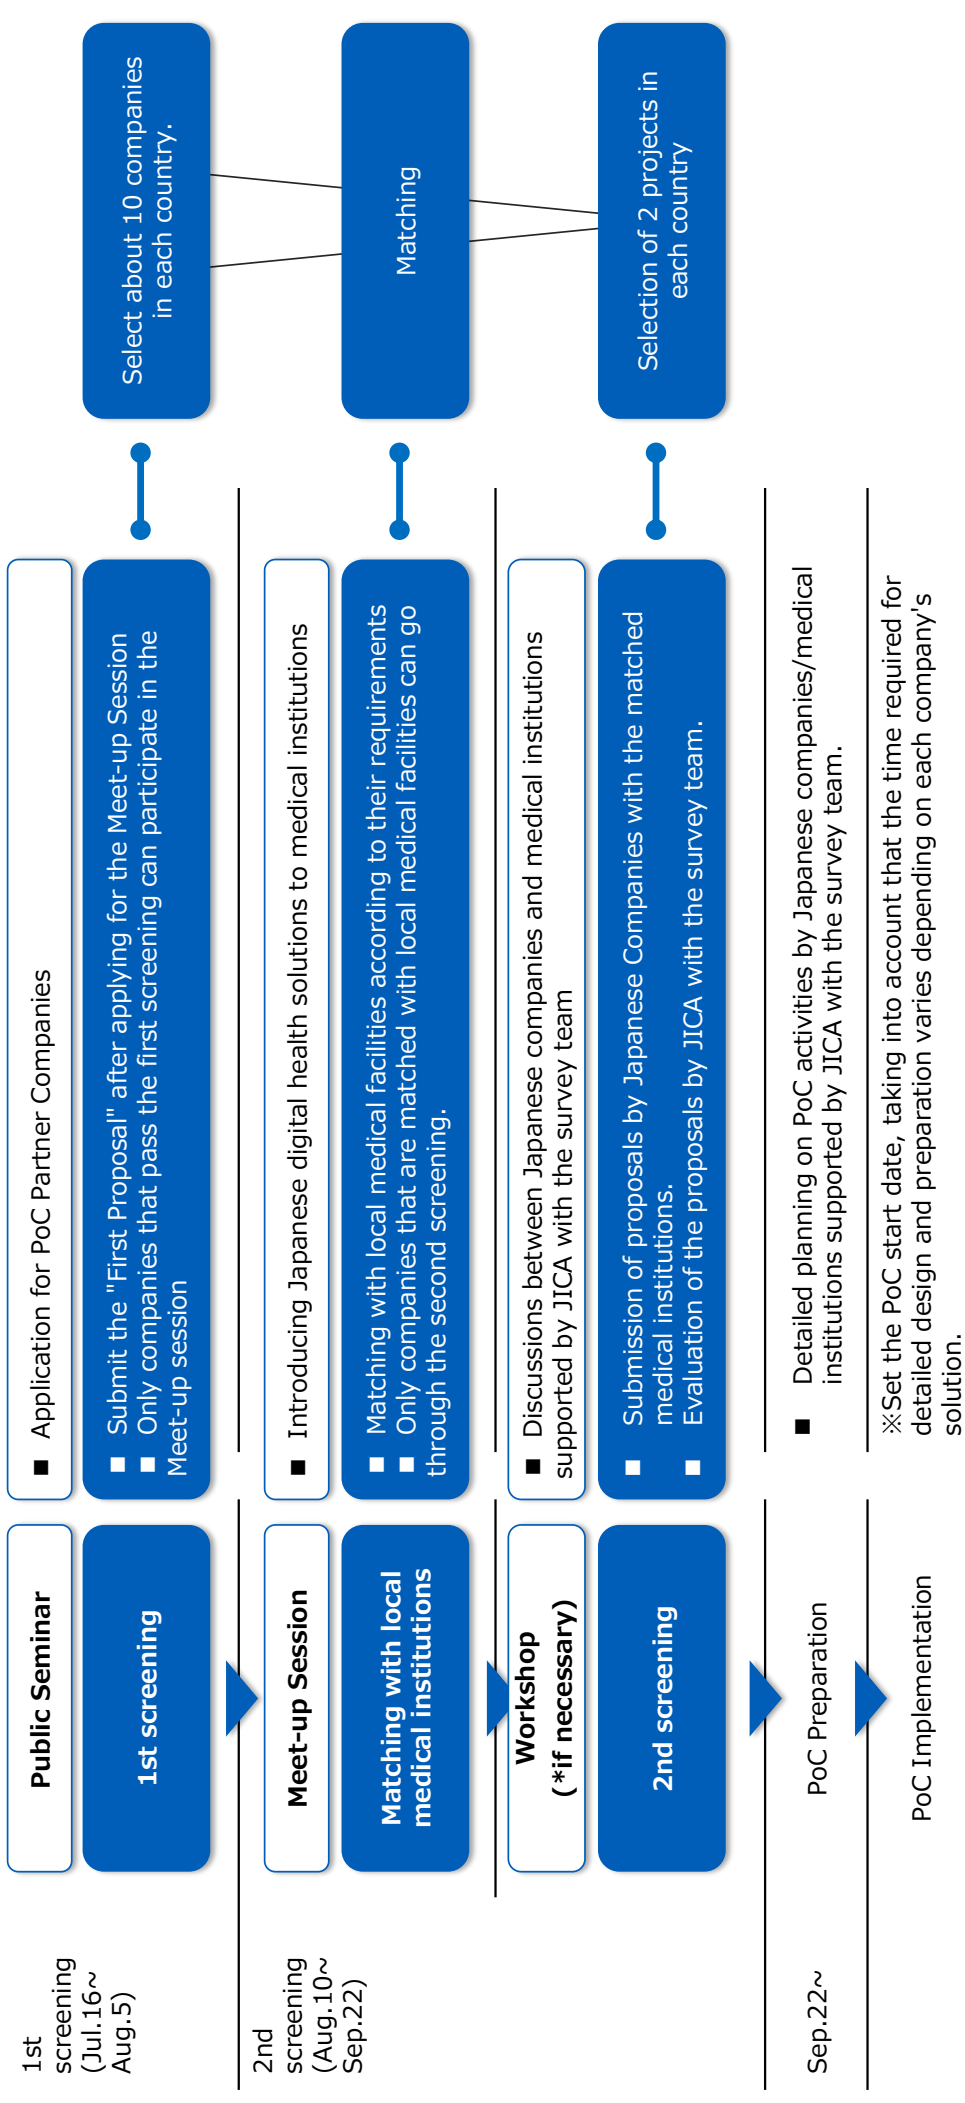 1st
screening
(Jul.16~
Aug.5)
Public Seminar
■ Application for PoC Partner Companies
1st screening
■ Submit the "First Proposal" after applying for the Meet-up Session
■ Only companies that pass the first screening can participate in the
Meet-up session
Select about 10 companies
in each country.
2nd
screening
(Aug.10~
Sep.22)
Meet-up Session
■ Introducing Japanese digital health solutions to medical institutions
Matching with local
medical institutions
■ Matching with local medical facilities according to their requirements
■ Only companies that are matched with local medical facilities can go
through the second screening.
Matching
Workshop
(*if necessary)
■ Discussions between Japanese companies and medical institutions
supported by JICA with the survey team
2nd screening
■ Submission of proposals by Japanese Companies with the matched
medical institutions.
■ Evaluation of the proposals by JICA with the survey team.
Selection of 2 projects in
each country
Sep.22~
PoC Preparation
■ Detailed planning on PoC activities by Japanese companies/medical
institutions supported by JICA with the survey team.
PoC Implementation
※Set the PoC start date, taking into account that the time required for
detailed design and preparation varies depending on each company's
solution.